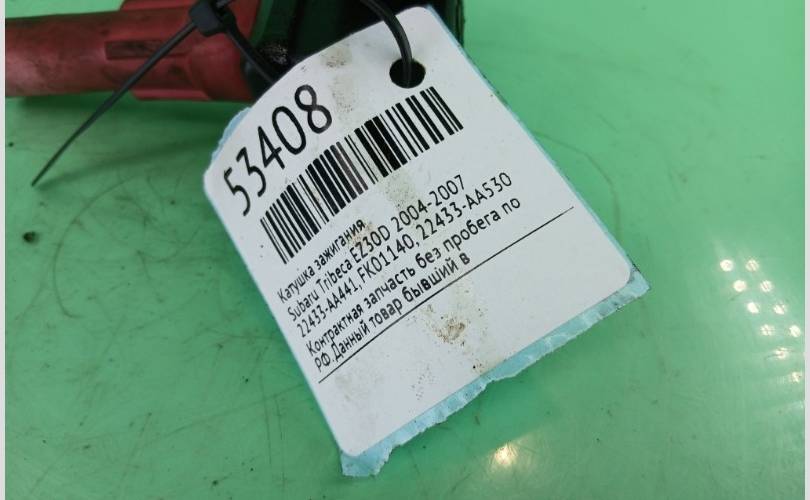 53408
Катушка зажигания
Subaru Tribeca EZ30D 2004-2007
22433-AA441,FK01140, 22433-AA530
Контрактная запчасть без пробега по
РФ.Данный товар бывший в